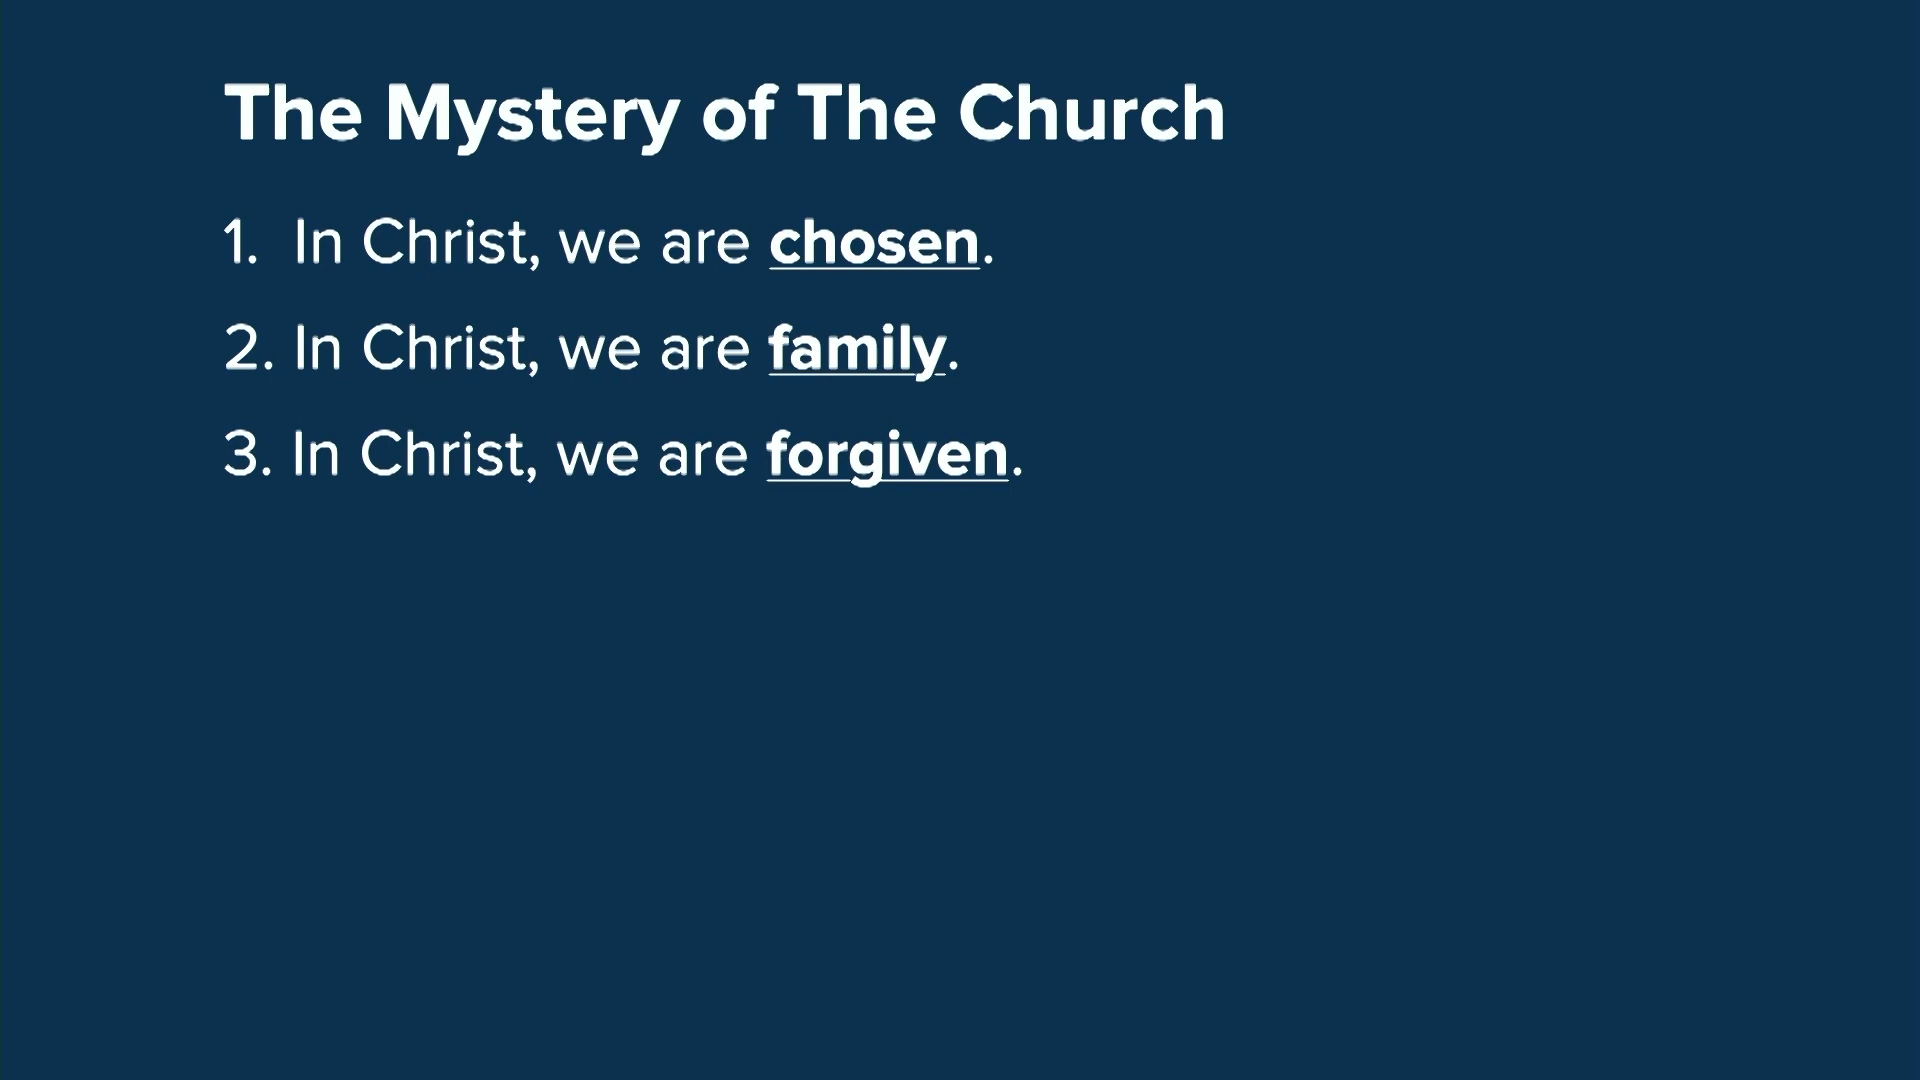 The Mystery of The Church
1. In Christ, we are chosen.
2. In Christ, we are family.
3. In Christ, we are forgiven.